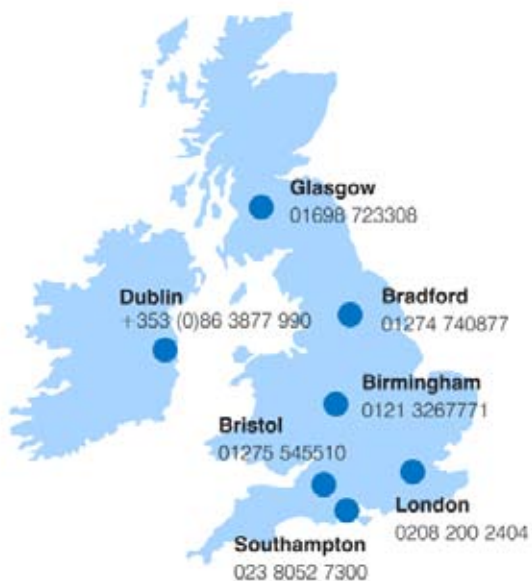 Glasgow
01698 723308
Dublin
+353 (0)86 3877 990
Bradford
01274 740877
Birmingham
0121 3267771
Bristol
01275 545510
London
0208 200 2404
Southampton
023 8052 7300